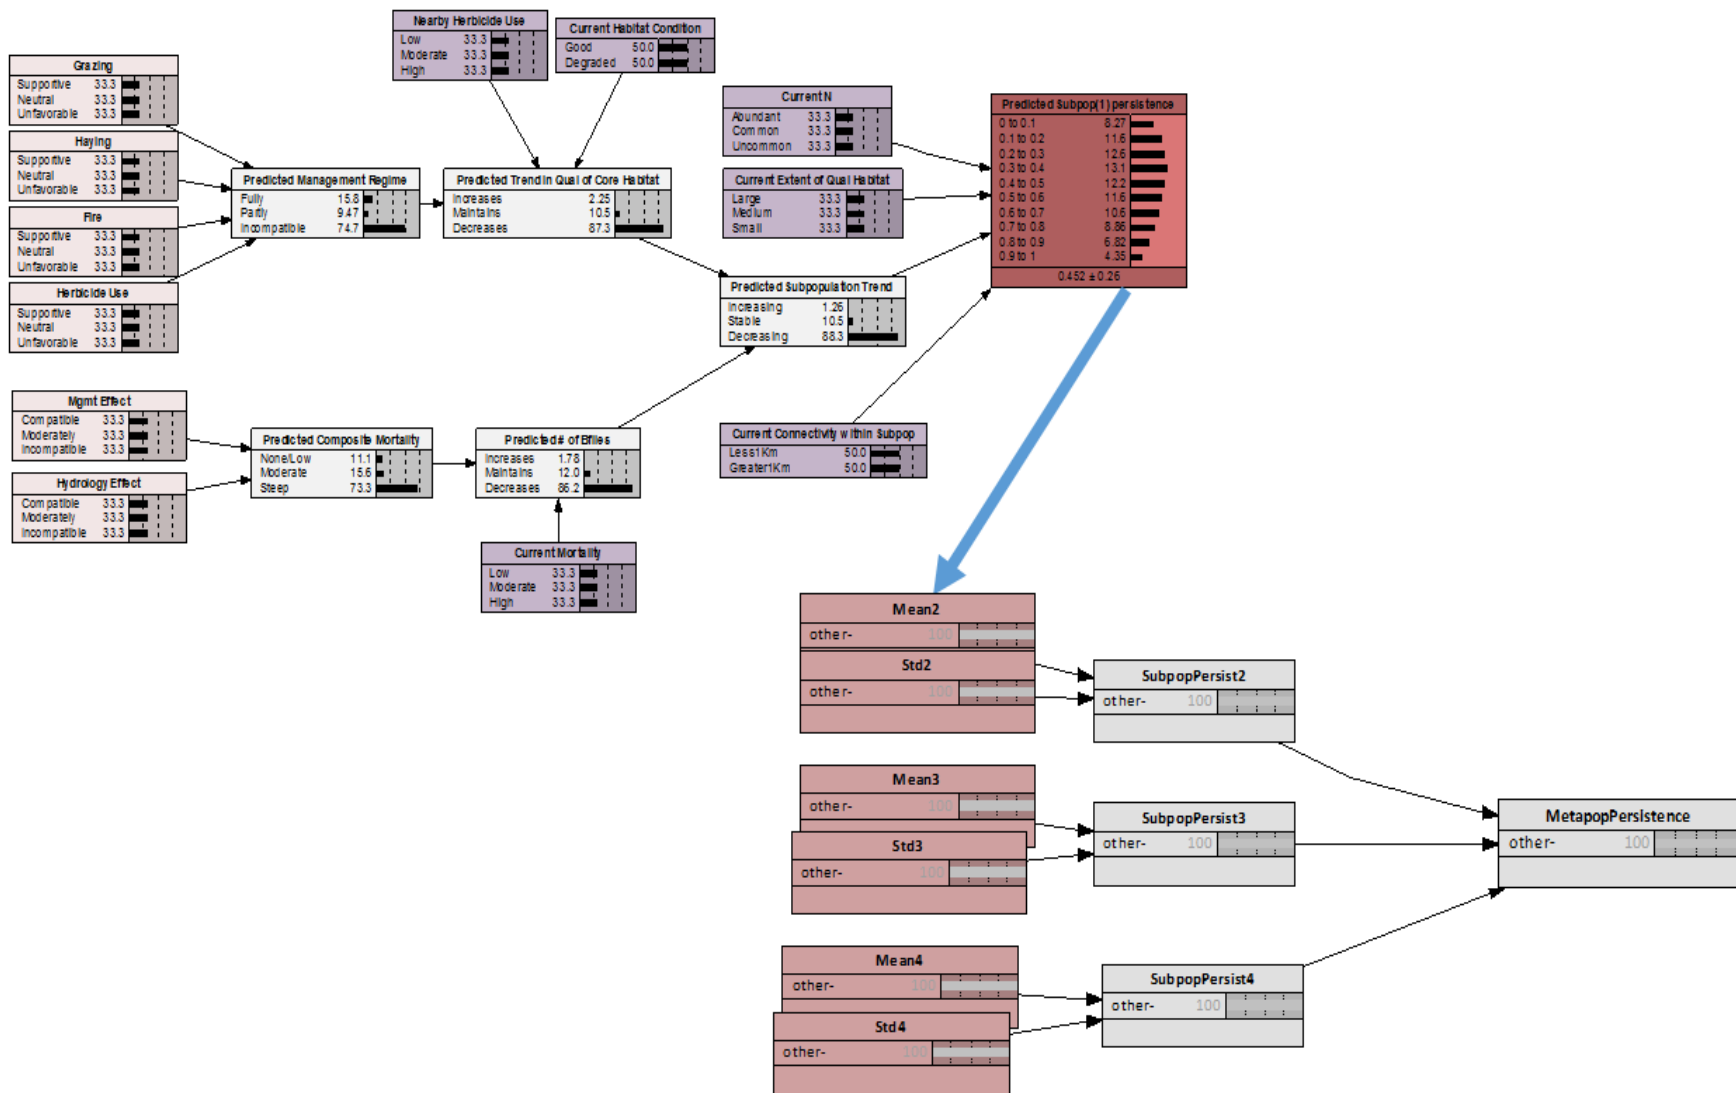 Nearby Herbicide Use
Low 33.3
Moderate 33.3
High 33.3
Current Habitat Condition
Good 50.0
Degraded 50.0
Grazing
Supportive 33.3
Neutral 33.3
Unfavorable 33.3
Haying
Supportive 33.3
Neutral 33.3
Unfavorable 33.3
Fire
Supportive 33.3
Neutral 33.3
Unfavorable 33.3
Herbicide Use
Supportive 33.3
Neutral 33.3
Unfavorable 33.3
Predicted Management Regime
Fully 15.8
Partly 9.47
Incompatible 74.7
Predicted Trend in Qual of Core Habitat
Increases 2.25
Maintains 10.5
Decreases 87.3
Current N
Abundant 33.3
Common 33.3
Uncommon 33.3
Current Extent of Qual Habitat
Large 33.3
Medium 33.3
Small 33.3
Predicted Subpop(1) persistence
0 to 0.1 8.27
0.1 to 0.2 11.6
0.2 to 0.3 12.6
0.3 to 0.4 13.1
0.4 to 0.5 12.2
0.5 to 0.6 11.6
0.6 to 0.7 10.6
0.7 to 0.8 8.86
0.8 to 0.9 6.82
0.9 to 1 4.35
0.452 ± 0.26
Predicted Subpopulation Trend
Increasing 1.26
Stable 10.5
Decreasing 88.3
Mgmt Effect
Compatible 33.3
Moderately 33.3
Incompatible 33.3
Hydrology Effect
Compatible 33.3
Moderately 33.3
Incompatible 33.3
Predicted Composite Mortality
None/Low 11.1
Moderate 15.6
Steep 73.3
Predicted # of Bflies
Increases 1.78
Maintains 12.0
Decreases 86.2
Current Connectivity within Subpop
Less1Km 50.0
Greater1Km 50.0
Current Mortality
Low 33.3
Moderate 33.3
High 33.3
Mean2
other- 100
Std2
other- 100
SubpopPersist2
other- 100
Mean3
other- 100
Std3
other- 100
SubpopPersist3
other- 100
MetapopPersistence
other- 100
Mean4
other- 100
Std4
other- 100
SubpopPersist4
other- 100